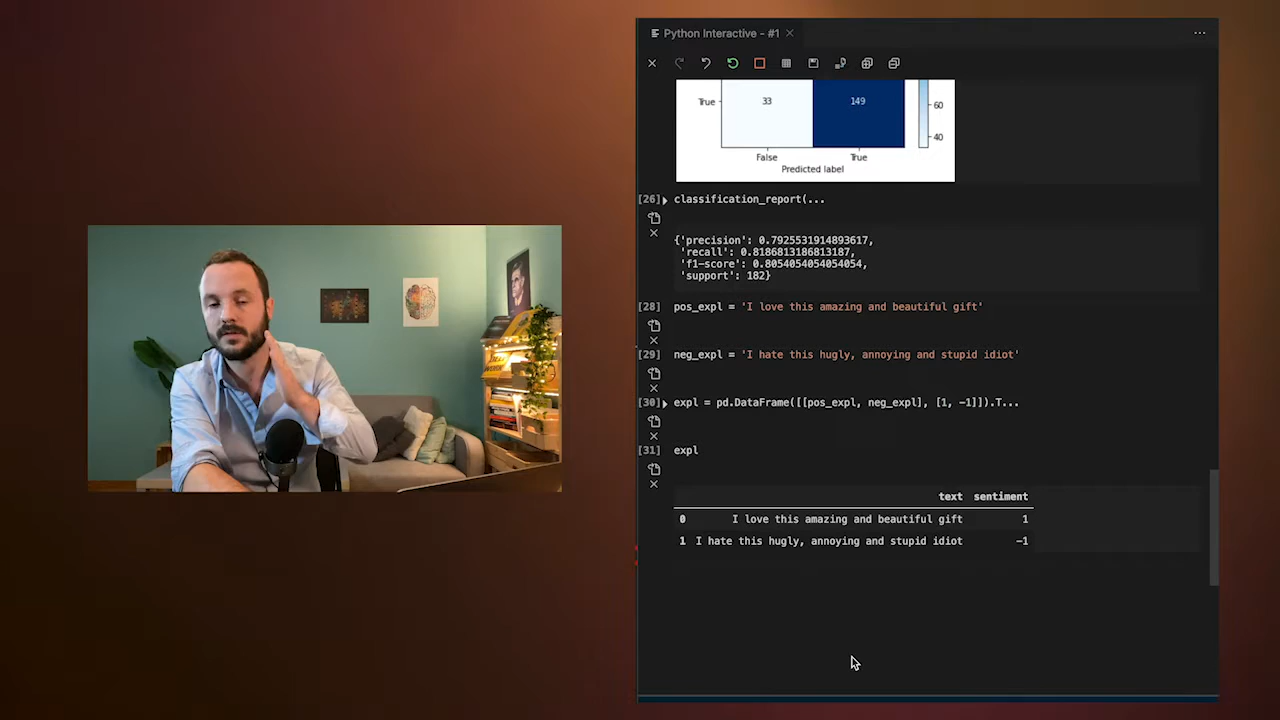 Python Interactive - #1
True
33
149
60
40
False
True
Predicted label
[26]
classification_report(...
{'precision': 0.7925531914893617,
'recall': 0.8186813186813187,
'f1-score': 0.8054054054054054,
'support': 182}
[28]
pos_expl = 'I love this amazing and beautiful gift'
[29]
neg_expl = 'I hate this hugly, annoying and stupid idiot'
[30]
expl = pd.DataFrame([[pos_expl, neg_expl], [1, -1]]).T...
[31]
expl
text sentiment
0 I love this amazing and beautiful gift 1
1 I hate this hugly, annoying and stupid idiot -1